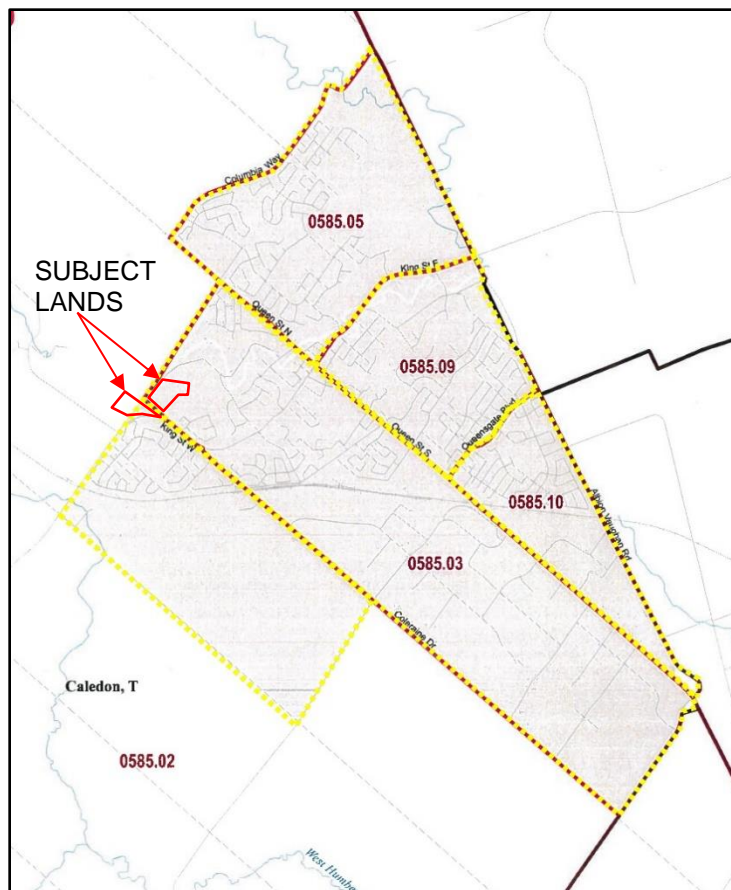 Columbia Way
0585.05
SUBJECT
LANDS
King St E
Queen St N
0585.09
Queen St S
Queensgate Blvd
King St W
0585.10
Albion Vaughan Rd
0585.03
Coleraine Dr
Caledon, T
0585.02
West Humbe